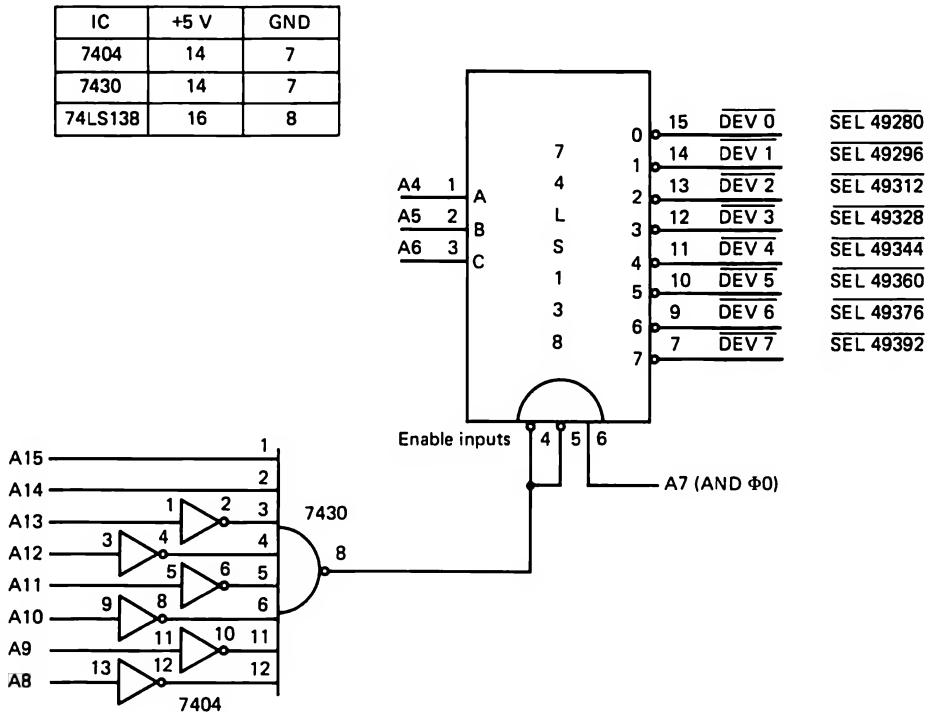 IC +5 V GND
7404 14 7
7430 14 7
74LS138 16 8
0 15 DEV 0 SEL 49280
1 14 DEV 1 SEL 49296
2 13 DEV 2 SEL 49312
3 12 DEV 3 SEL 49328
4 11 DEV 4 SEL 49344
5 10 DEV 5 SEL 49360
6 9 DEV 6 SEL 49376
7 7 DEV 7 SEL 49392
7
4
L
S
1
3
8
A4 1 A
A5 2 B
A6 3 C
Enable inputs 4 5 6
A7 (AND Φ0)
A15 1
A14 2
A13 1 2 3 7430
A12 3 4 4 8
A11 5 6 5
A10 9 8 6
A9 11 10 11
A8 13 12 12
7404